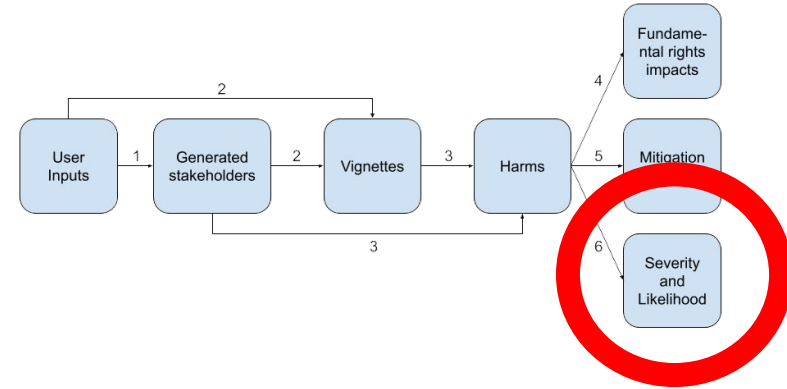 2
User
Inputs
1
Generated
stakeholders
2
Vignettes
3
Harms
3
4
Fundame-
ntal rights
impacts
5
Mitigation
6
Severity
and
Likelihood